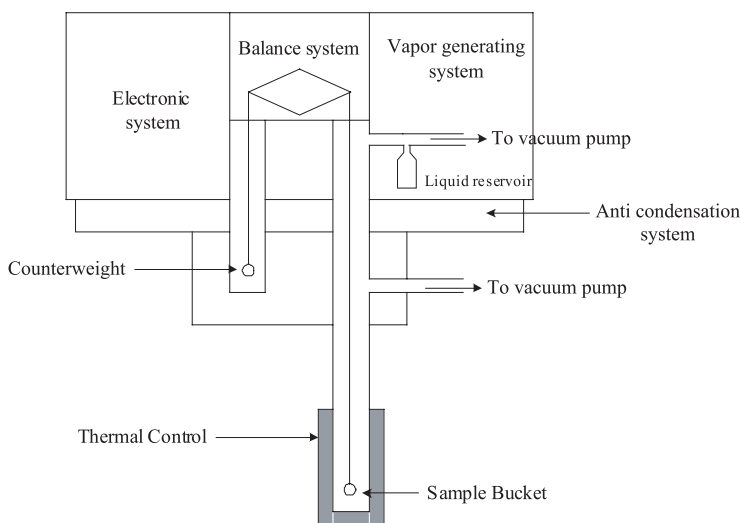 Balance system
Vapor generating
system
Electronic
system
To vacuum pump
Liquid reservoir
Anti condensation
system
Counterweight
To vacuum pump
Thermal Control
Sample Bucket